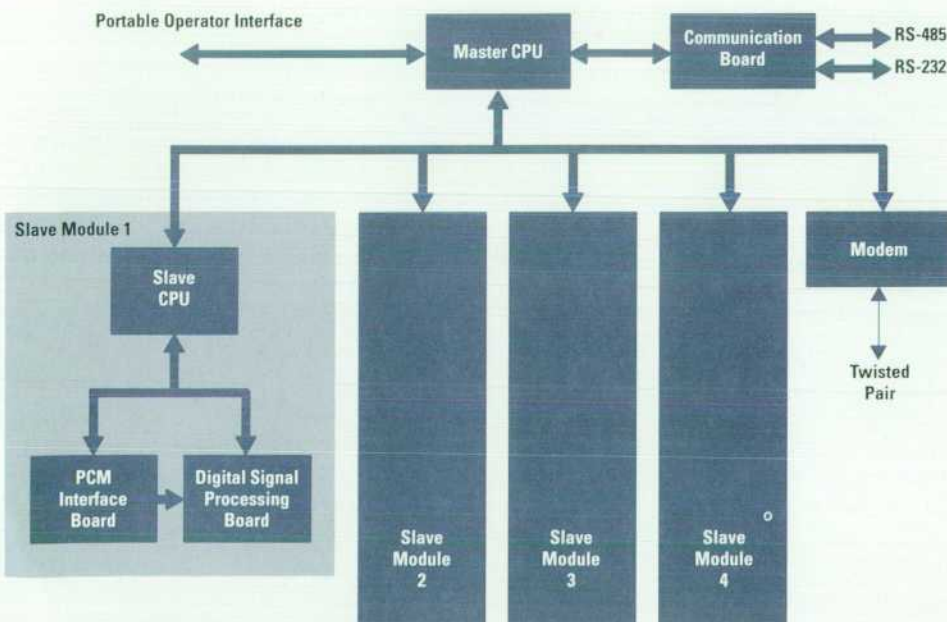 Portable Operator Interface
Master CPU
Communication
Board
RS-485
RS-232
Slave Module 1
Slave
CPU
PCM
Interface
Board
Digital Signal
Processing
Board
Slave
Module
2
Slave
Module
3
Slave
Module
4
Modem
Twisted
Pair